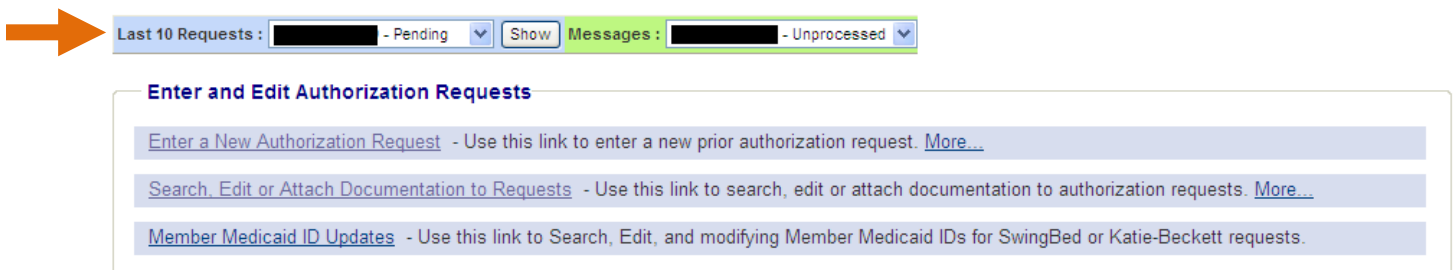 Last 10 Requests : - Pending Show Messages : - Unprocessed
Enter and Edit Authorization Requests
Enter a New Authorization Request - Use this link to enter a new prior authorization request. More...
Search, Edit or Attach Documentation to Requests - Use this link to search, edit or attach documentation to authorization requests. More...
Member Medicaid ID Updates - Use this link to Search, Edit, and modifying Member Medicaid IDs for SwingBed or Katie-Beckett requests.